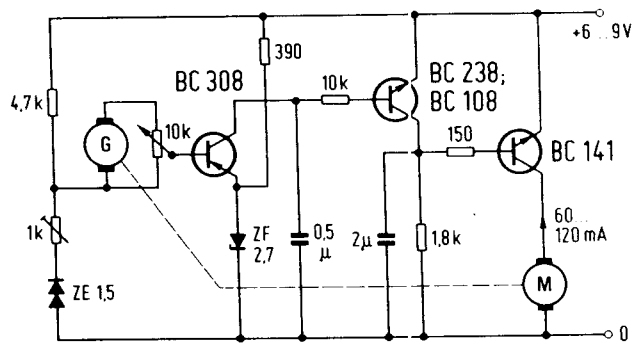 +6...9V
390
BC 308
BC 238;
BC 108
10k
4,7k
10k
G
150
BC 141
1k
ZF
2,7
0,5
µ
2µ
1,8k
60...
120 mA
ZE 1,5
M
0